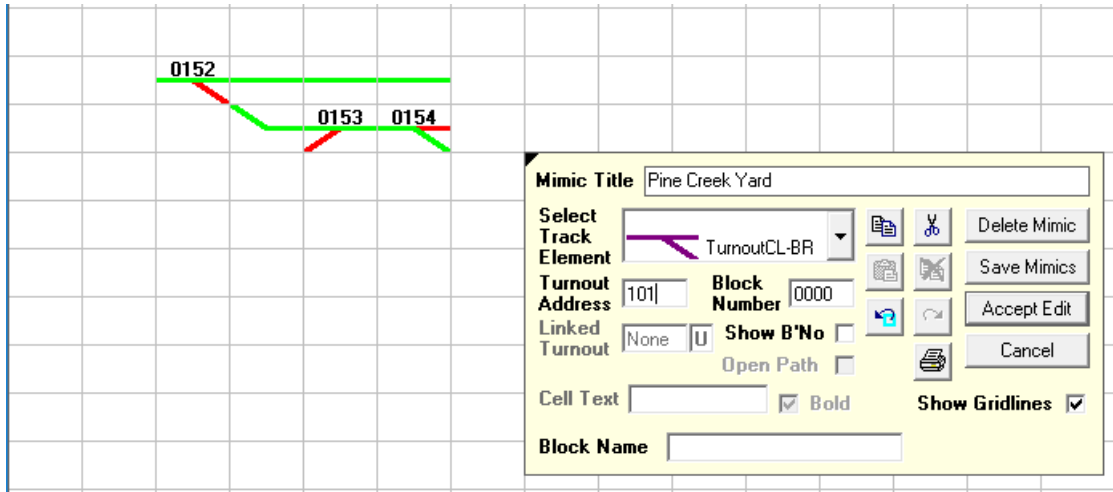 0152
0153 0154
Mimic Title Pine Creek Yard
Select
Track
Element
TurnoutCL-BR
Delete Mimic
Save Mimics
Turnout
Address
101
Block
Number
0000
Accept Edit
Linked
Turnout
None U
Show B'No
Open Path
Cancel
Cell Text
Bold
Show Gridlines
Block Name